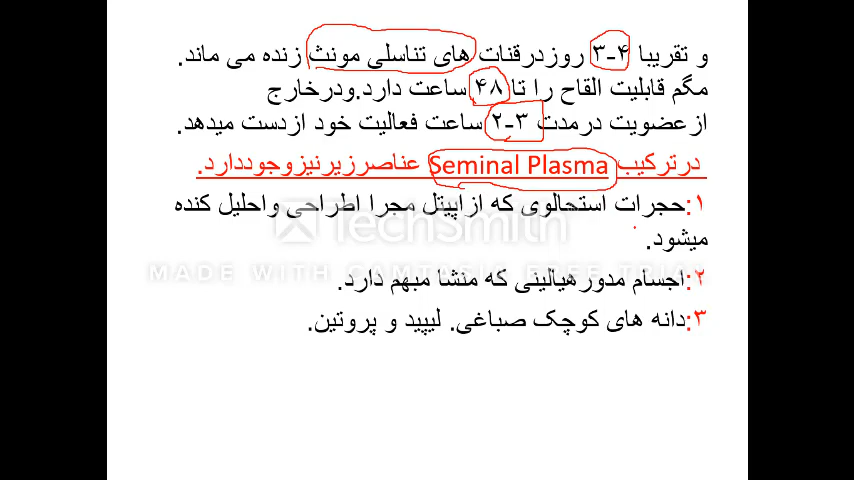 و تقریبا ۴-۳ روزدرقنات های تناسلی مونث زنده می ماند.
مگم قابلیت القاح را تا ۴۸ ساعت دارد.ودرخارج
ازعضویت درمدت ۳-۲ ساعت فعالیت خود ازدست میدهد.
درترکیب Seminal Plasma عناصرزیرنیزوجوددارد.
۱:حجرات استحالوی که ازاپیتل مجرا اطراحی واحلیل کنده
میشود.
TechSmith
MADE WITH CAMTASIA FREE TRIAL
۲:اجسام مدورهیالینی که منشا مبهم دارد.
۳:دانه های کوچک صباغی. لیپید و پروتین.